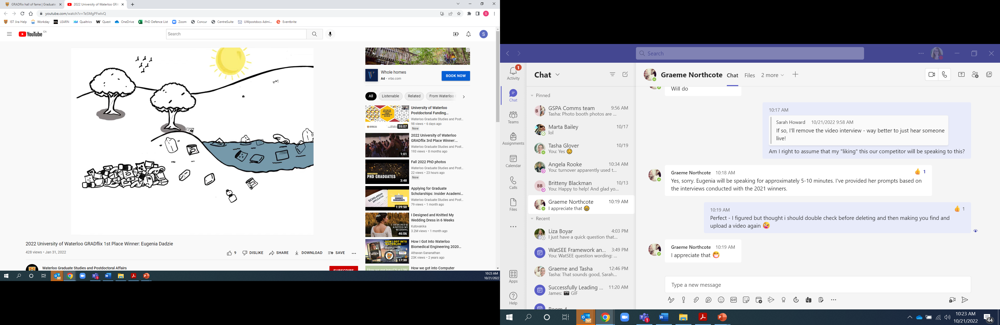 GRADflix hall of fame | Graduate
2022 University of Waterloo GRA
youtube.com/watch?v=TeSMgPFwlvQ
IST Jira Help
Workday
LEARN
Qualtrics
Quest
OneDrive
PhD Defence List
Zoom
Concur
CentreSuite
UWpostdocs Admi...
Eventbrite
YouTube CA
Search
S
Whole homes
Ad • vrbo.com
BOOK NOW
All
Listenable
Related
From Waterloo
University of Waterloo
Postdoctoral Funding...
Waterloo Graduate Studies and Post...
98 views • 6 days ago
New
55:07
2022 University of Waterloo
GRADflix 3rd Place Winner:...
Waterloo Graduate Studies and Post...
193 views • 8 months ago
1:01
Fall 2022 PhD photos
Waterloo Graduate Studies and Post...
22 views • 23 hours ago
New
PHD GRADUATES
3:48
Applying for Graduate
Scholarships: Insider Academi...
Waterloo Graduate Studies and Post...
79 views • 1 month ago
SCHOLARSHIP
APPLICATION
GRADUATE
SCHOLARSHIPS
1:39:50
I Designed and Knitted My
Wedding Dress in 6 Weeks
Kutovakika
3.2M views • 1 month ago
I DESIGNED &
KNITTED MY
WEDDING
46:06
How I Got Into Waterloo
Biomedical Engineering 2020...
Athavan Gananathan
23K views • 2 years ago
HOW I GOT INTO
WATERLOO
17:30
How we got into CS at UW
How we got into Computer
2022 University of Waterloo GRADflix 1st Place Winner: Eugenia Dadzie
428 views • Jan 31, 2022
9
DISLIKE
SHARE
DOWNLOAD
SAVE
Waterloo Graduate Studies and Postdoctoral Affairs
SUBSCRIBE
10:23 AM
10/21/2022
Search
1
Activity
Chat
Teams
Assignments
Calendar
Calls
Files
Apps
Help
Chat
Pinned
GSPA Comms team 9:56 AM
Tasha: Photo booth photos are ...
Marta Bailey 10/17
lol
Tasha Glover 10/19
You: Yes
Angela Rooke 10:34 AM
You: turnover apparently used t...
BB
Britteny Blackman 10/13
You: Happy to help! And glad yo...
Graeme Northcote 10:19 AM
I appreciate that
Recent
Liza Boyar 4:03 PM
I just have a quick question that...
WatSEE Framework an... 3:49 PM
You: WatSEE question wording: ...
Graeme and Tasha 12:46 PM
Tasha: That sounds good, Sarah...
Successfully Leading ... 11:20 AM
James: GIF
Room 4
Graeme Northcote
Chat
Files
2 more
Will do
10:17 AM
Sarah Howard 10/21/2022 9:58 AM
If so, I'll remove the video interview - way better to just hear someone
live!
Am I right to assume that my "liking" this our competitor will be speaking to this?
Graeme Northcote 10:18 AM
1
Yes, sorry. Eugenia will be speaking for approximately 5-10 minutes. I've provided her prompts based on
the interviews conducted with the 2021 winners.
10:19 AM
1
Perfect - I figured but thought i should double check before deleting and then making you find and
upload a video again
Graeme Northcote 10:19 AM
I appreciate that
Type a new message
GIF
10:23 AM
10/21/2022
44